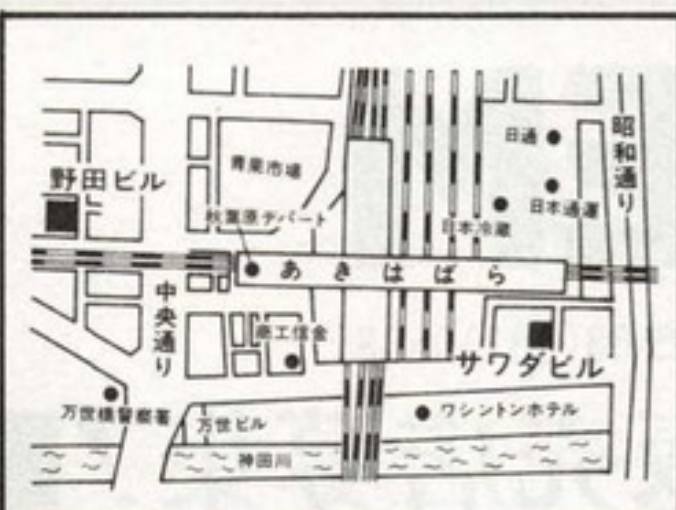 昭和通り
日通
青果市場
野田ビル
日本通運
秋葉原デパート
日本冷蔵
あきはばら
中央通り
商工信金
サワダビル
万世橋警察署
万世ビル
ワシントンホテル
神田川